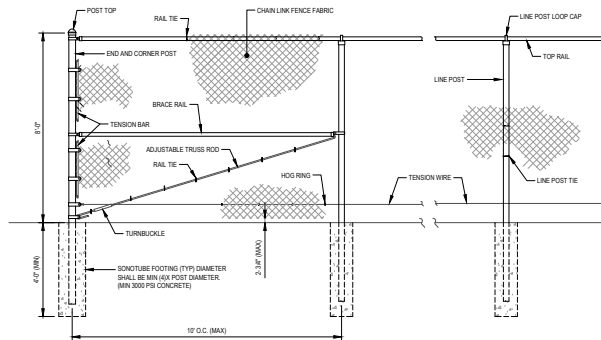 POST TOP
RAIL TIE
CHAIN LINK FENCE FABRIC
LINE POST LOOP CAP
END AND CORNER POST
TOP RAIL
LINE POST
8'-0"
BRACE RAIL
TENSION BAR
ADJUSTABLE TRUSS ROD
RAIL TIE
HOG RING
TENSION WIRE
LINE POST TIE
TURNBUCKLE
2-3/4" (MAX)
4'-0" (MIN)
SONOTUBE FOOTING (TYP) DIAMETER
SHALL BE MIN (4)X POST DIAMETER.
(MIN 3000 PSI CONCRETE)
10' O.C. (MAX)